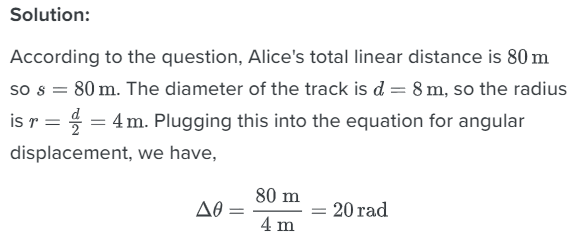 Solution:
According to the question, Alice's total linear distance is 80 m
so s = 80 m. The diameter of the track is d = 8 m, so the radius
is r = d/2 = 4 m. Plugging this into the equation for angular
displacement, we have,
Δθ = 80 m / 4 m = 20 rad